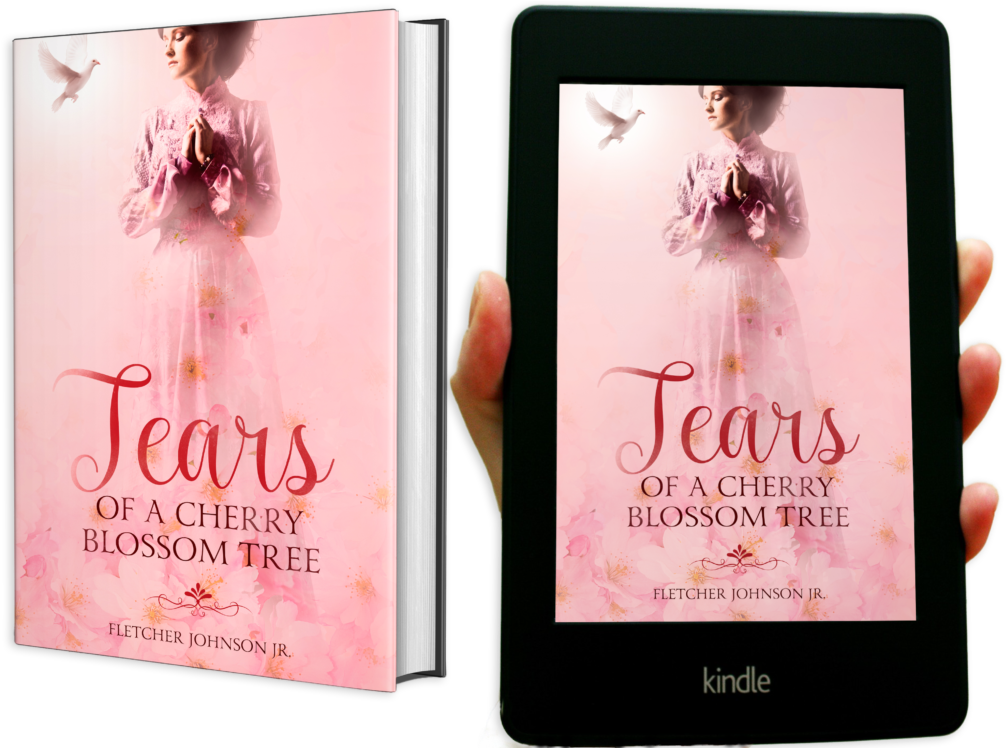 Tears
OF A CHERRY
BLOSSOM TREE
FLETCHER JOHNSON JR.
Tears
OF A CHERRY
BLOSSOM TREE
FLETCHER JOHNSON JR.
kindle